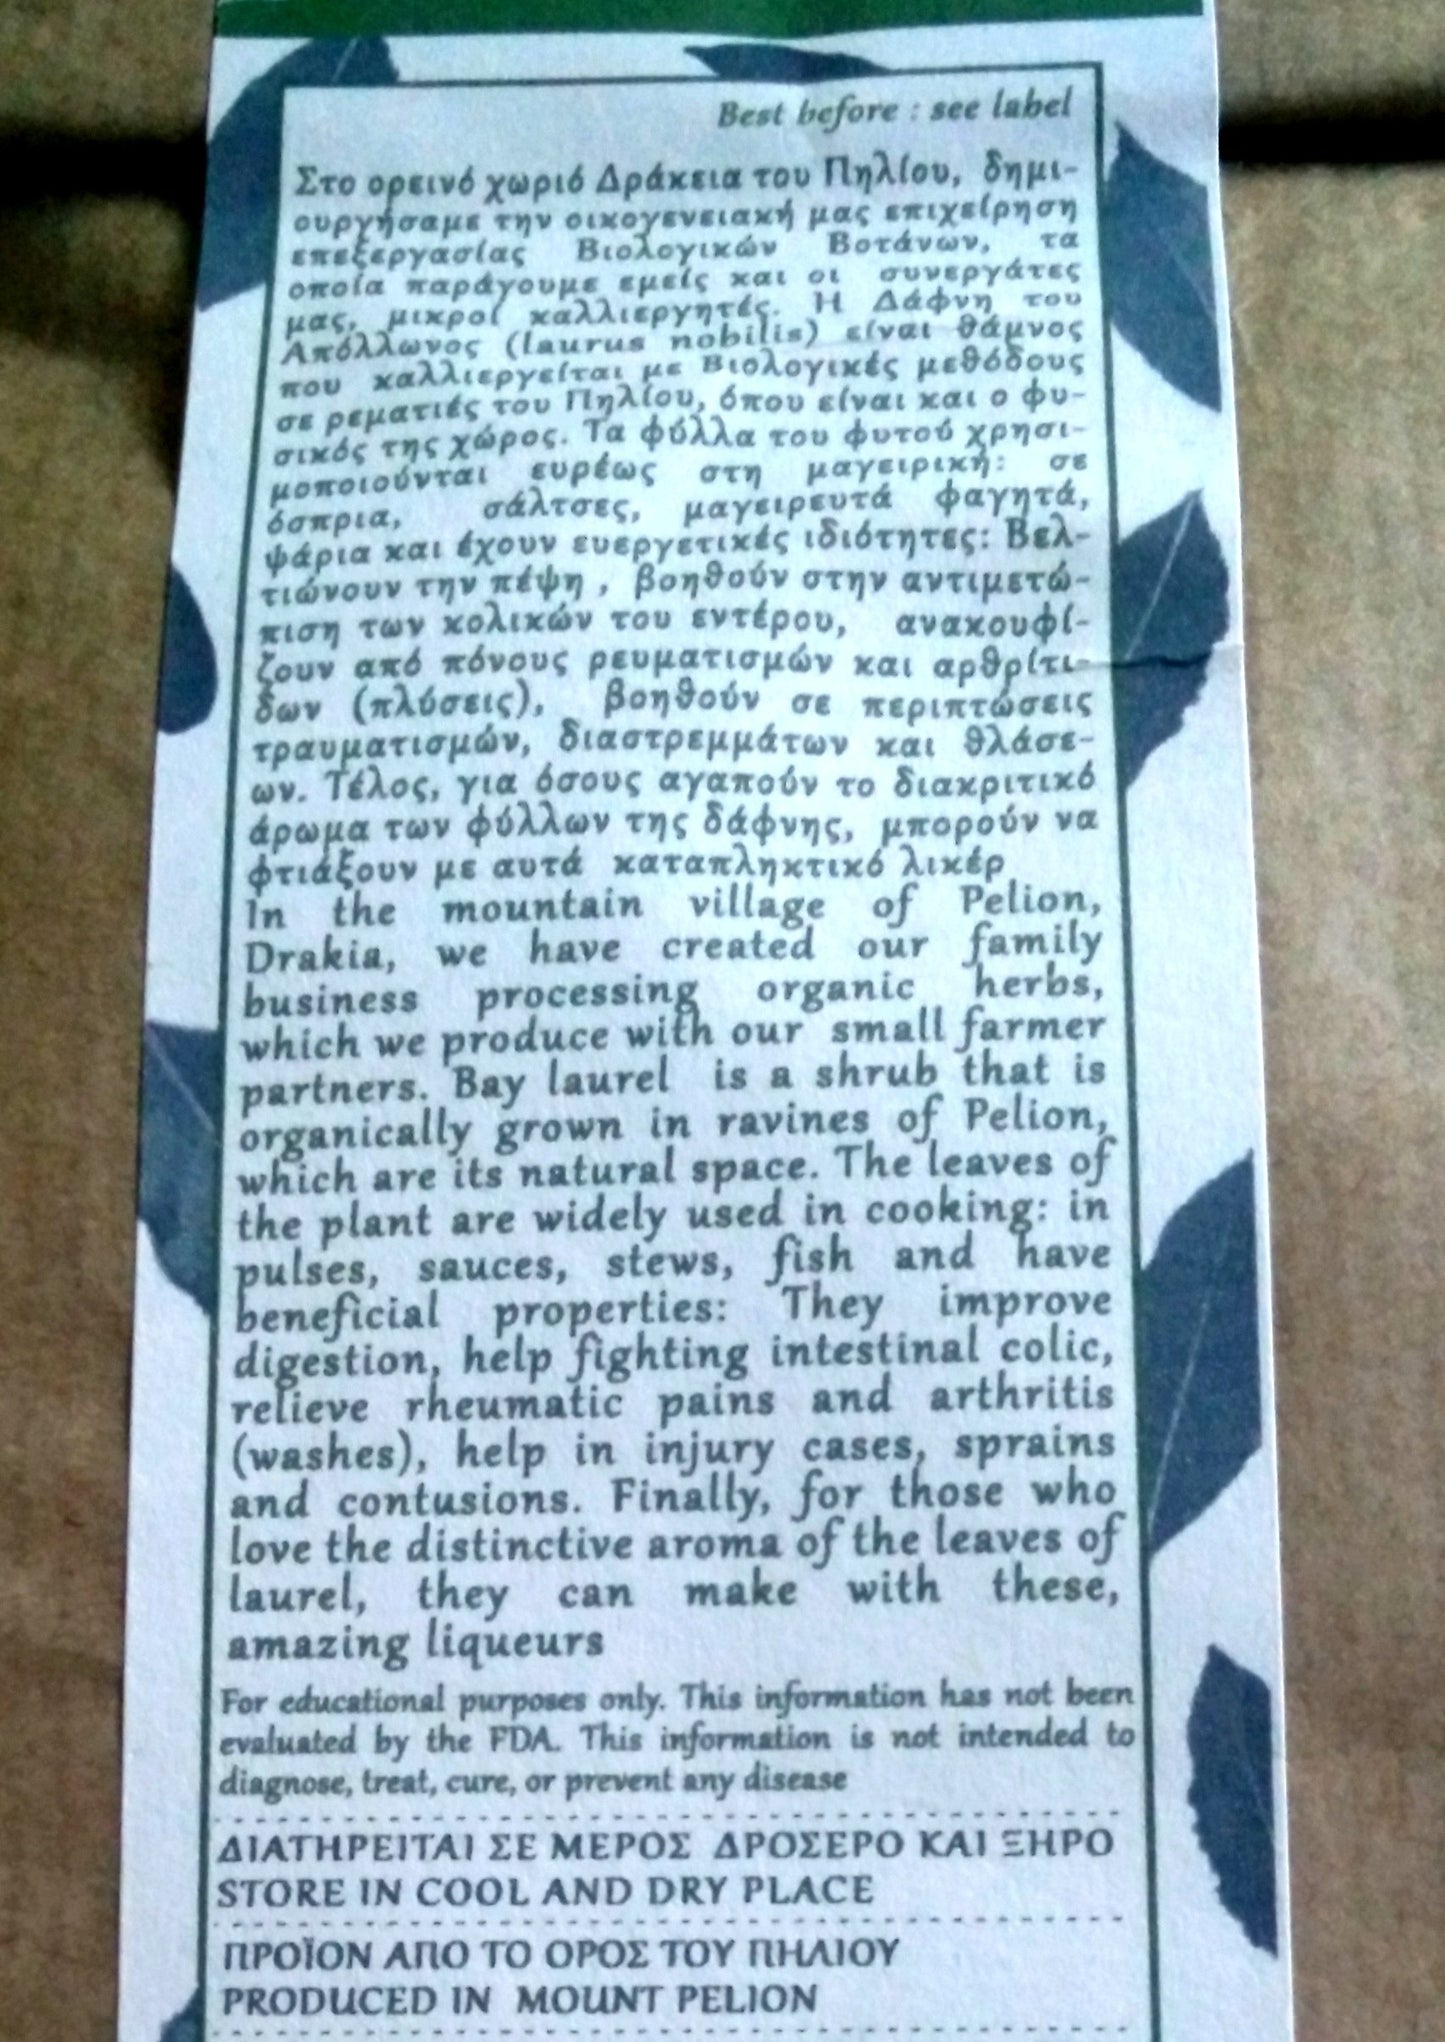 Best before : see label
Στο ορεινό χωριό Δράκεια του Πηλίου, δημι-
ουργήσαμε την οικογενειακή μας επιχείρηση
επεξεργασίας Βιολογικών Βοτάνων, τα
οποία παράγουμε εμείς και οι συνεργάτες
μας, μικροί καλλιεργητές. Η Δάφνη του
Απόλλωνος (laurus nobilis) είναι θάμνος
που καλλιεργείται με Βιολογικές μεθόδους
σε ρεματιές του Πηλίου, όπου είναι και ο φυ-
σικός της χώρος. Τα φύλλα του φυτού χρησι-
μοποιούνται ευρέως στη μαγειρική: σε
όσπρια, σάλτσες, μαγειρευτά φαγητά,
ψάρια και έχουν ευεργετικές ιδιότητες: Βελ-
τιώνουν την πέψη , βοηθούν στην αντιμετώ-
πιση των κολικών του εντέρου, ανακουφί-
ζουν από πόνους ρευματισμών και αρθρίτι-
δων (πλύσεις), βοηθούν σε περιπτώσεις
τραυματισμών, διαστρεμμάτων και θλάσε-
ων. Τέλος, για όσους αγαπούν το διακριτικό
άρωμα των φύλλων της δάφνης, μπορούν να
φτιάξουν με αυτά καταπληκτικό λικέρ
In the mountain village of Pelion,
Drakia, we have created our family
business processing organic herbs,
which we produce with our small farmer
partners. Bay laurel is a shrub that is
organically grown in ravines of Pelion,
which are its natural space. The leaves of
the plant are widely used in cooking: in
pulses, sauces, stews, fish and have
beneficial properties: They improve
digestion, help fighting intestinal colic,
relieve rheumatic pains and arthritis
(washes), help in injury cases, sprains
and contusions. Finally, for those who
love the distinctive aroma of the leaves of
laurel, they can make with these,
amazing liqueurs
For educational purposes only. This information has not been
evaluated by the FDA. This information is not intended to
diagnose, treat, cure, or prevent any disease
ΔΙΑΤΗΡΕΙΤΑΙ ΣΕ ΜΕΡΟΣ ΔΡΟΣΕΡΟ ΚΑΙ ΞΗΡΟ
STORE IN COOL AND DRY PLACE
ΠΡΟΪΟΝ ΑΠΟ ΤΟ ΟΡΟΣ ΤΟΥ ΠΗΛΙΟΥ
PRODUCED IN MOUNT PELION